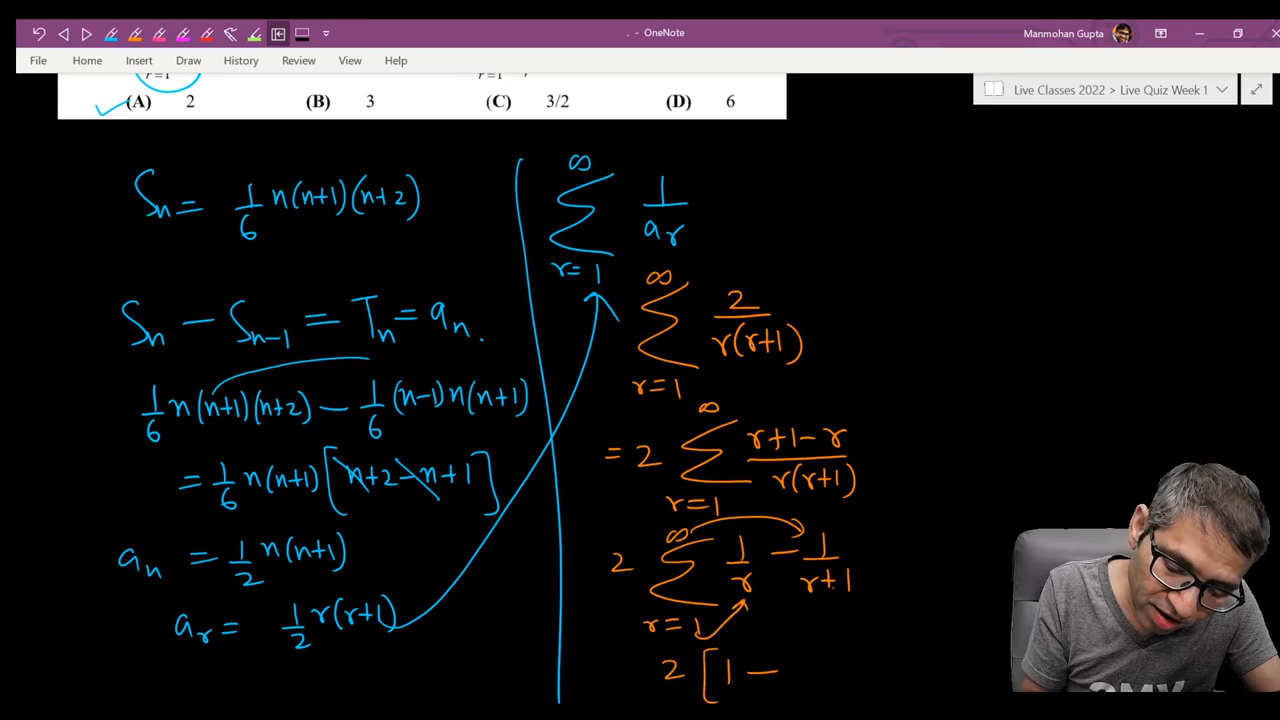 . - OneNote
Manmohan Gupta
File Home Insert Draw History Review View Help
Live Classes 2022 > Live Quiz Week 1
r=1 r=1
(A) 2 (B) 3 (C) 3/2 (D) 6
Sn = 1/6 n(n+1)(n+2)
Sn − Sn-1 = Tn = an.
1/6 n(n+1)(n+2) − 1/6 (n-1)n(n+1)
= 1/6 n(n+1) [n+2-n+1]
an = 1/2 n(n+1)
ar = 1/2 r(r+1)
∞ Σ r=1 1/ar
∞ Σ r=1 2/r(r+1)
= 2 ∞ Σ r=1 r+1-r/r(r+1)
2 ∞ Σ r=1 1/r − 1/r+1
2 [1 −